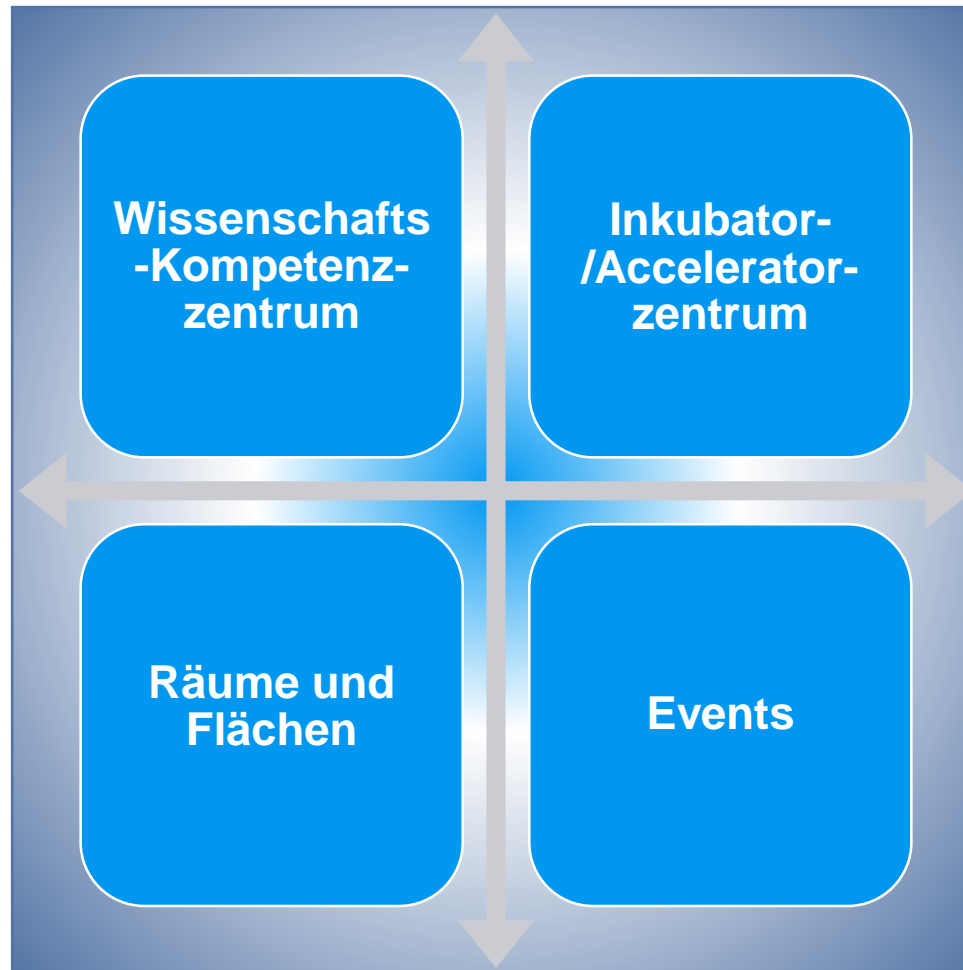 Wissenschafts
-Kompetenz-
zentrum
Inkubator-
/Accelerator-
zentrum
Räume und
Flächen
Events